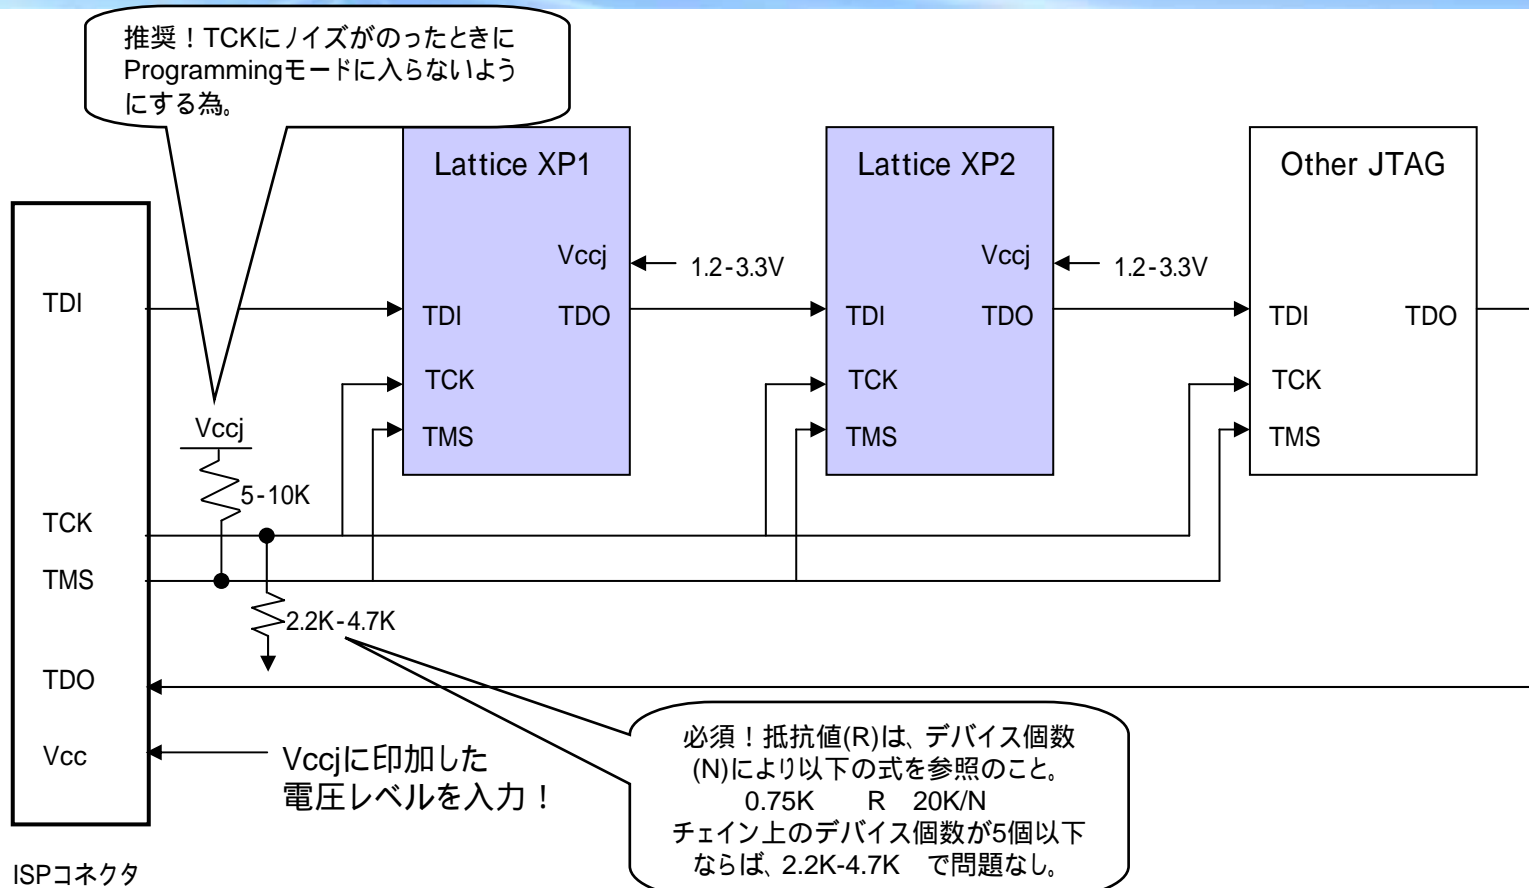 推奨！TCKにノイズがのったときに
Programmingモードに入らないよう
にする為。
Lattice XP1
Vccj
1.2-3.3V
TDI
TDO
TCK
TMS
Lattice XP2
Vccj
1.2-3.3V
TDI
TDO
TCK
TMS
Other JTAG
TDI
TDO
TCK
TMS
TDI
Vccj
5-10K
TCK
TMS
2.2K-4.7K
TDO
Vcc
Vccjに印加した
電圧レベルを入力！
必須！抵抗値(R)は、デバイス個数
(N)により以下の式を参照のこと。
0.75K R 20K/N
チェイン上のデバイス個数が5個以下
ならば、2.2K-4.7K で問題なし。
ISPコネクタ